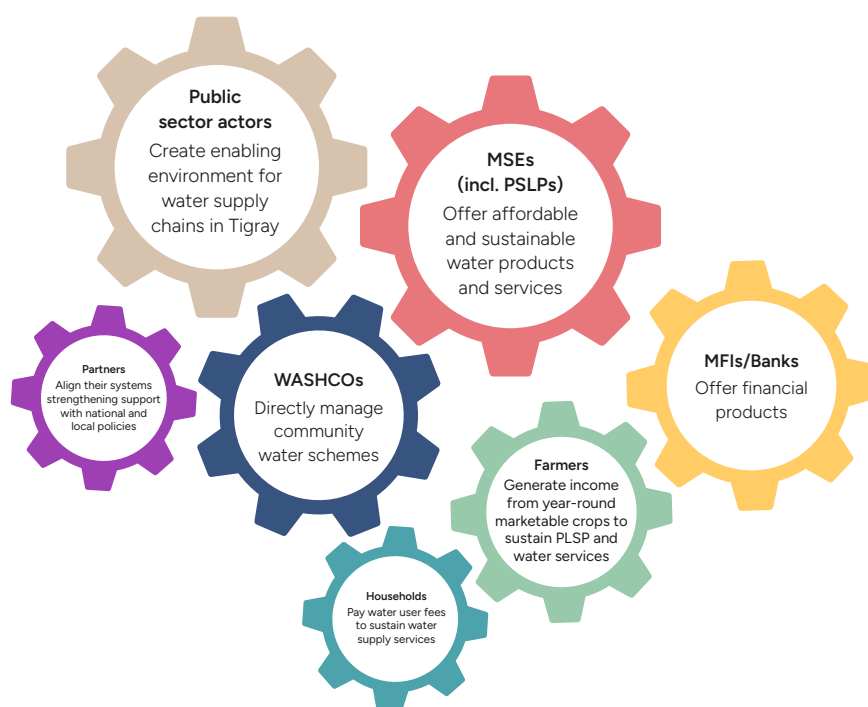 Public
sector actors
Create enabling
environment for
water supply
chains in Tigray
MSEs
(incl. PSLPs)
Offer affordable
and sustainable
water products
and services
Partners
Align their systems
strengthening support
with national and
local policies
WASHCOs
Directly manage
community
water schemes
MFIs/Banks
Offer financial
products
Farmers
Generate income
from year-round
marketable crops to
sustain PLSP and
water services
Households
Pay water user fees
to sustain water
supply services